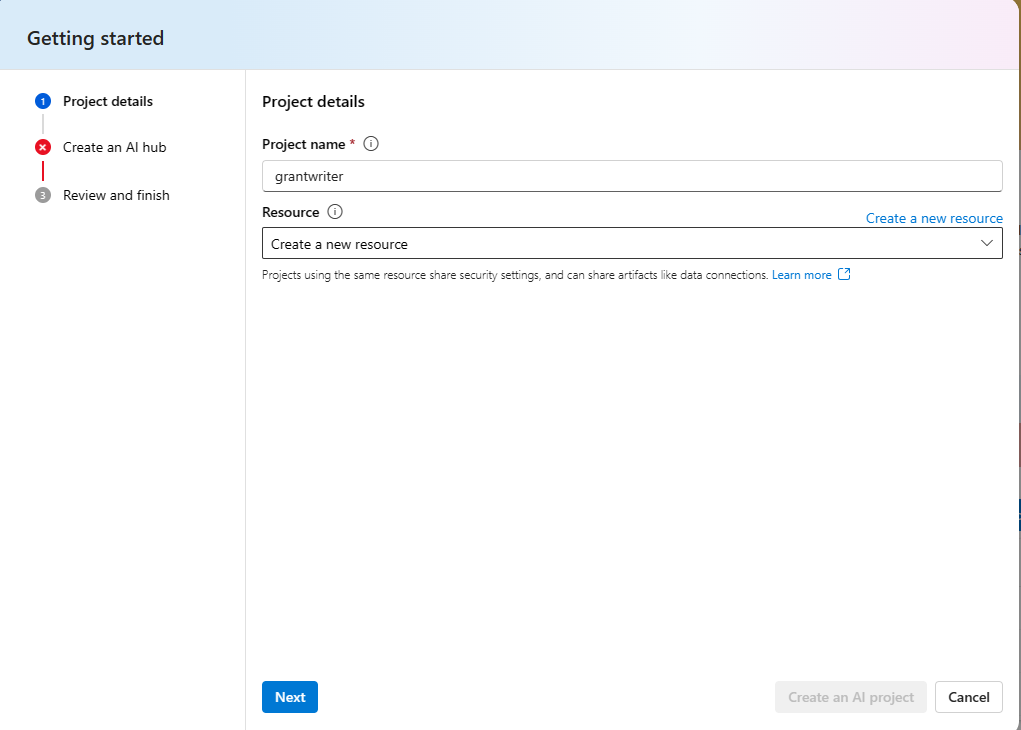 Getting started
1 Project details
Create an AI hub
3 Review and finish
Project details
Project name *
grantwriter
Resource
Create a new resource
Create a new resource
Projects using the same resource share security settings, and can share artifacts like data connections. Learn more
Next
Create an AI project
Cancel